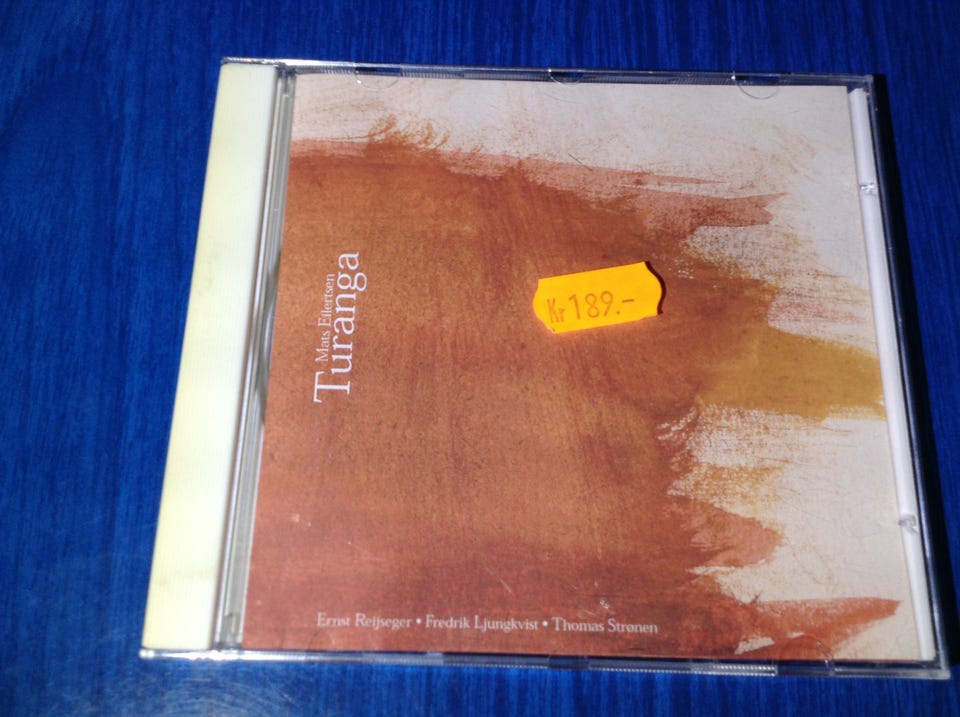 Mats Eilertsen
Turanga
Kr 189.-
Ernst Reijseger • Fredrik Ljungkvist • Thomas Strønen